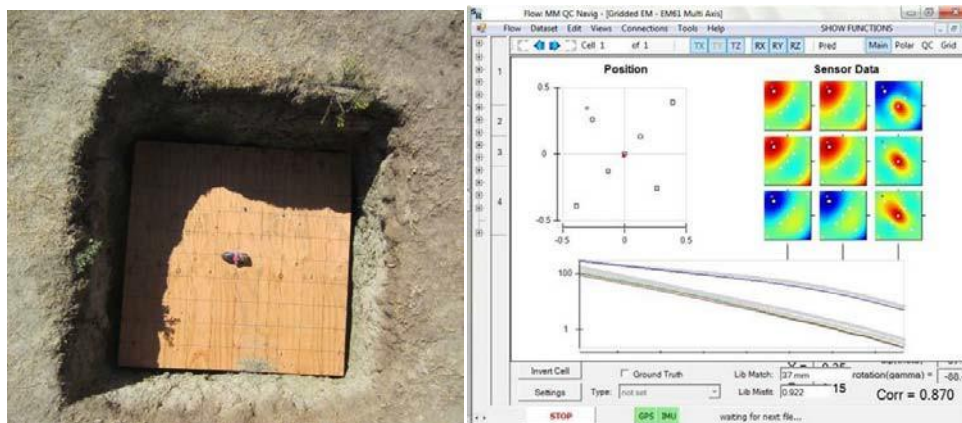 Flow: MM QC Navig - [Gridded EM - EM61 Multi Axis
Flow Dataset Edit Views Connections Tools Help SHOW FUNCTIONS
Cell 1 of 1 TX TY TZ RX RY RZ Pred Main Polar QC Grid
1
2
3
4
Position
0.5
0
-0.5
-0.5 0 0.5
Sensor Data
100
1
Invert Cell
Ground Truth
Lib Match: 37 mm
rotation(gamma) =
-88.
Settings
Type: not set
Lib Misfit: 0.922
15
Corr = 0.870
STOP
GPS IMU
waiting for next file...